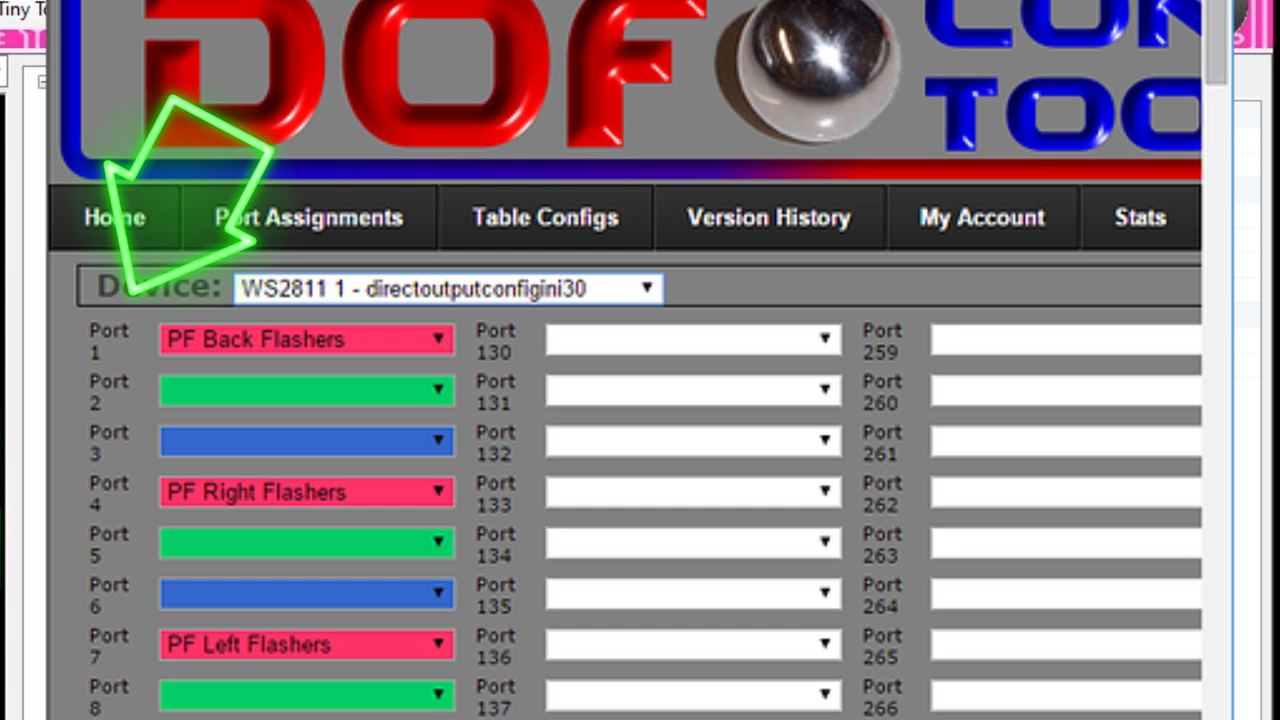 Tiny T
DOF
TOO
Home
Port Assignments
Table Configs
Version History
My Account
Stats
Device:
WS2811 1 - directoutputconfigini30
Port 1
PF Back Flashers
Port 130
Port 259
Port 2
Port 131
Port 260
Port 3
Port 132
Port 261
Port 4
PF Right Flashers
Port 133
Port 262
Port 5
Port 134
Port 263
Port 6
Port 135
Port 264
Port 7
PF Left Flashers
Port 136
Port 265
Port 8
Port 137
Port 266